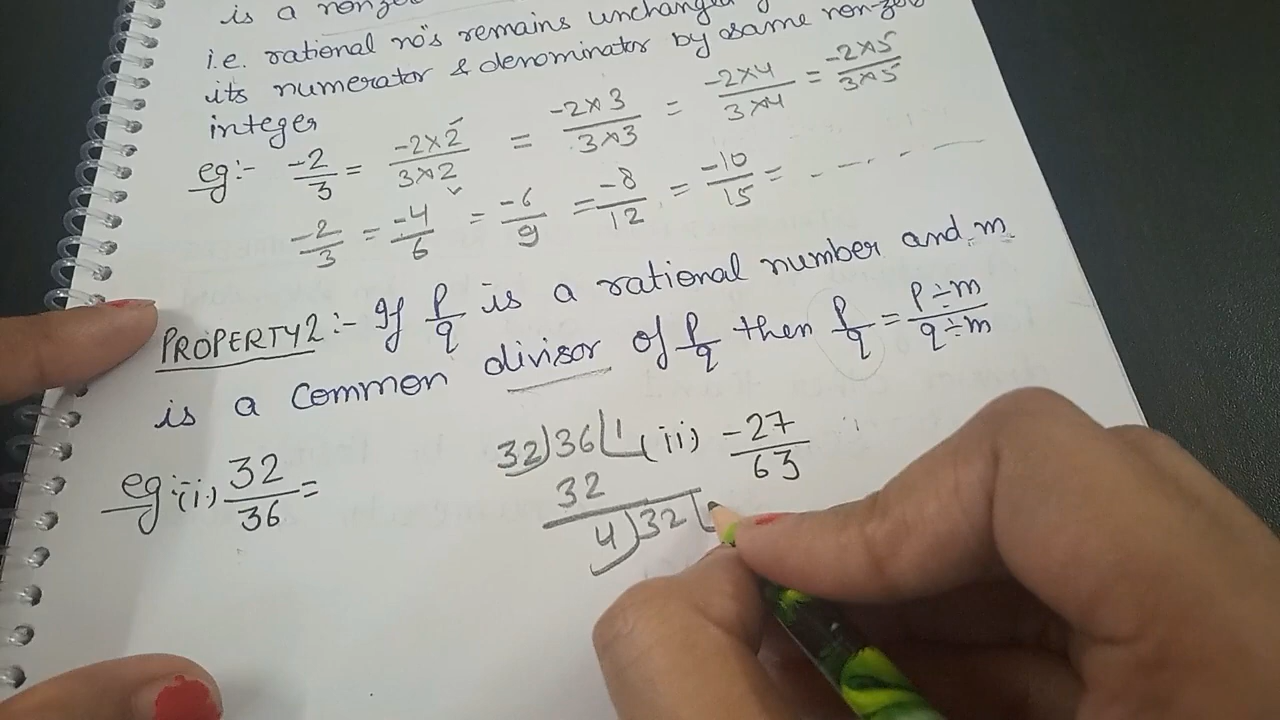 is a
i.e. rational no's remains unchanged
its numerator & denominator by same non-zero
integer
eg:- -2/3 = -2×2/3×2 = -2×3/3×3 = -2×4/3×4 = -2×5/3×5
-2/3 = -4/6 = -6/9 = -8/12 = -10/15 = - - - -
PROPERTY 2:- If p/q is a rational number and m
is a common divisor of p/q then p/q = p÷m/q÷m
eg:- (i) 32/36 =
32)36(1
32
4)32(
(ii) -27/63